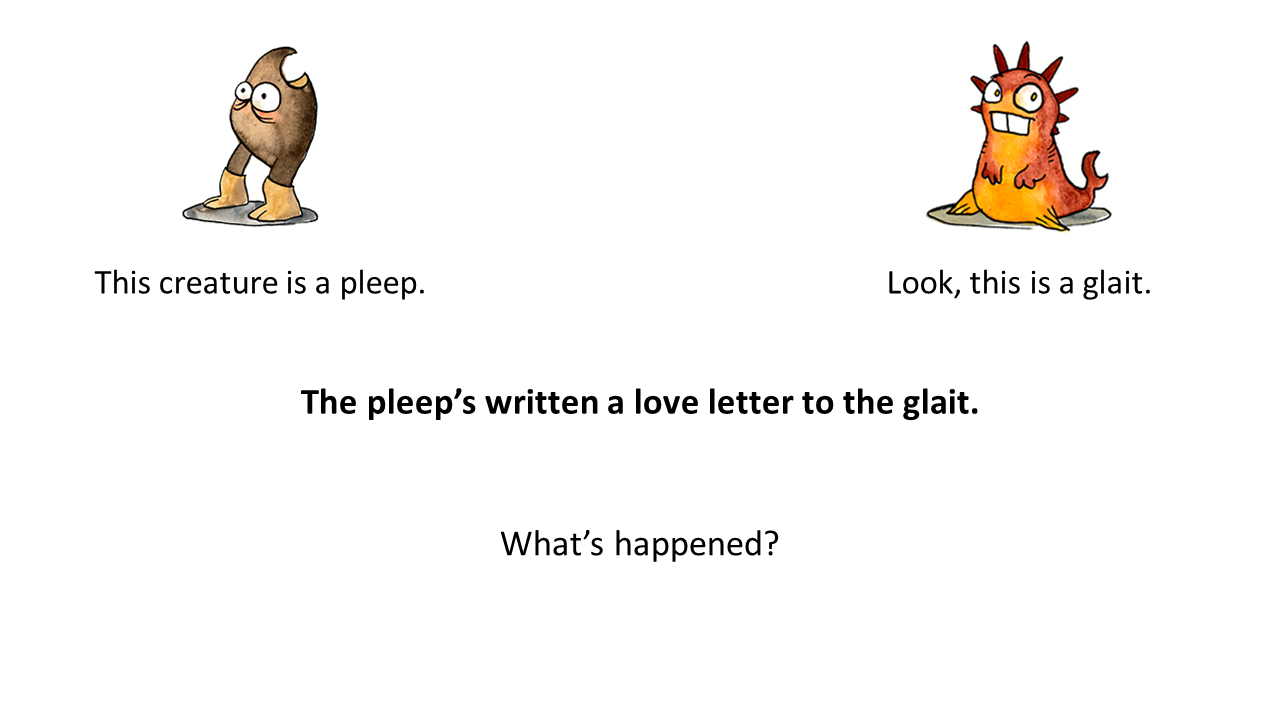 This creature is a pleep.
Look, this is a glait.
The pleep’s written a love letter to the glait.
What’s happened?